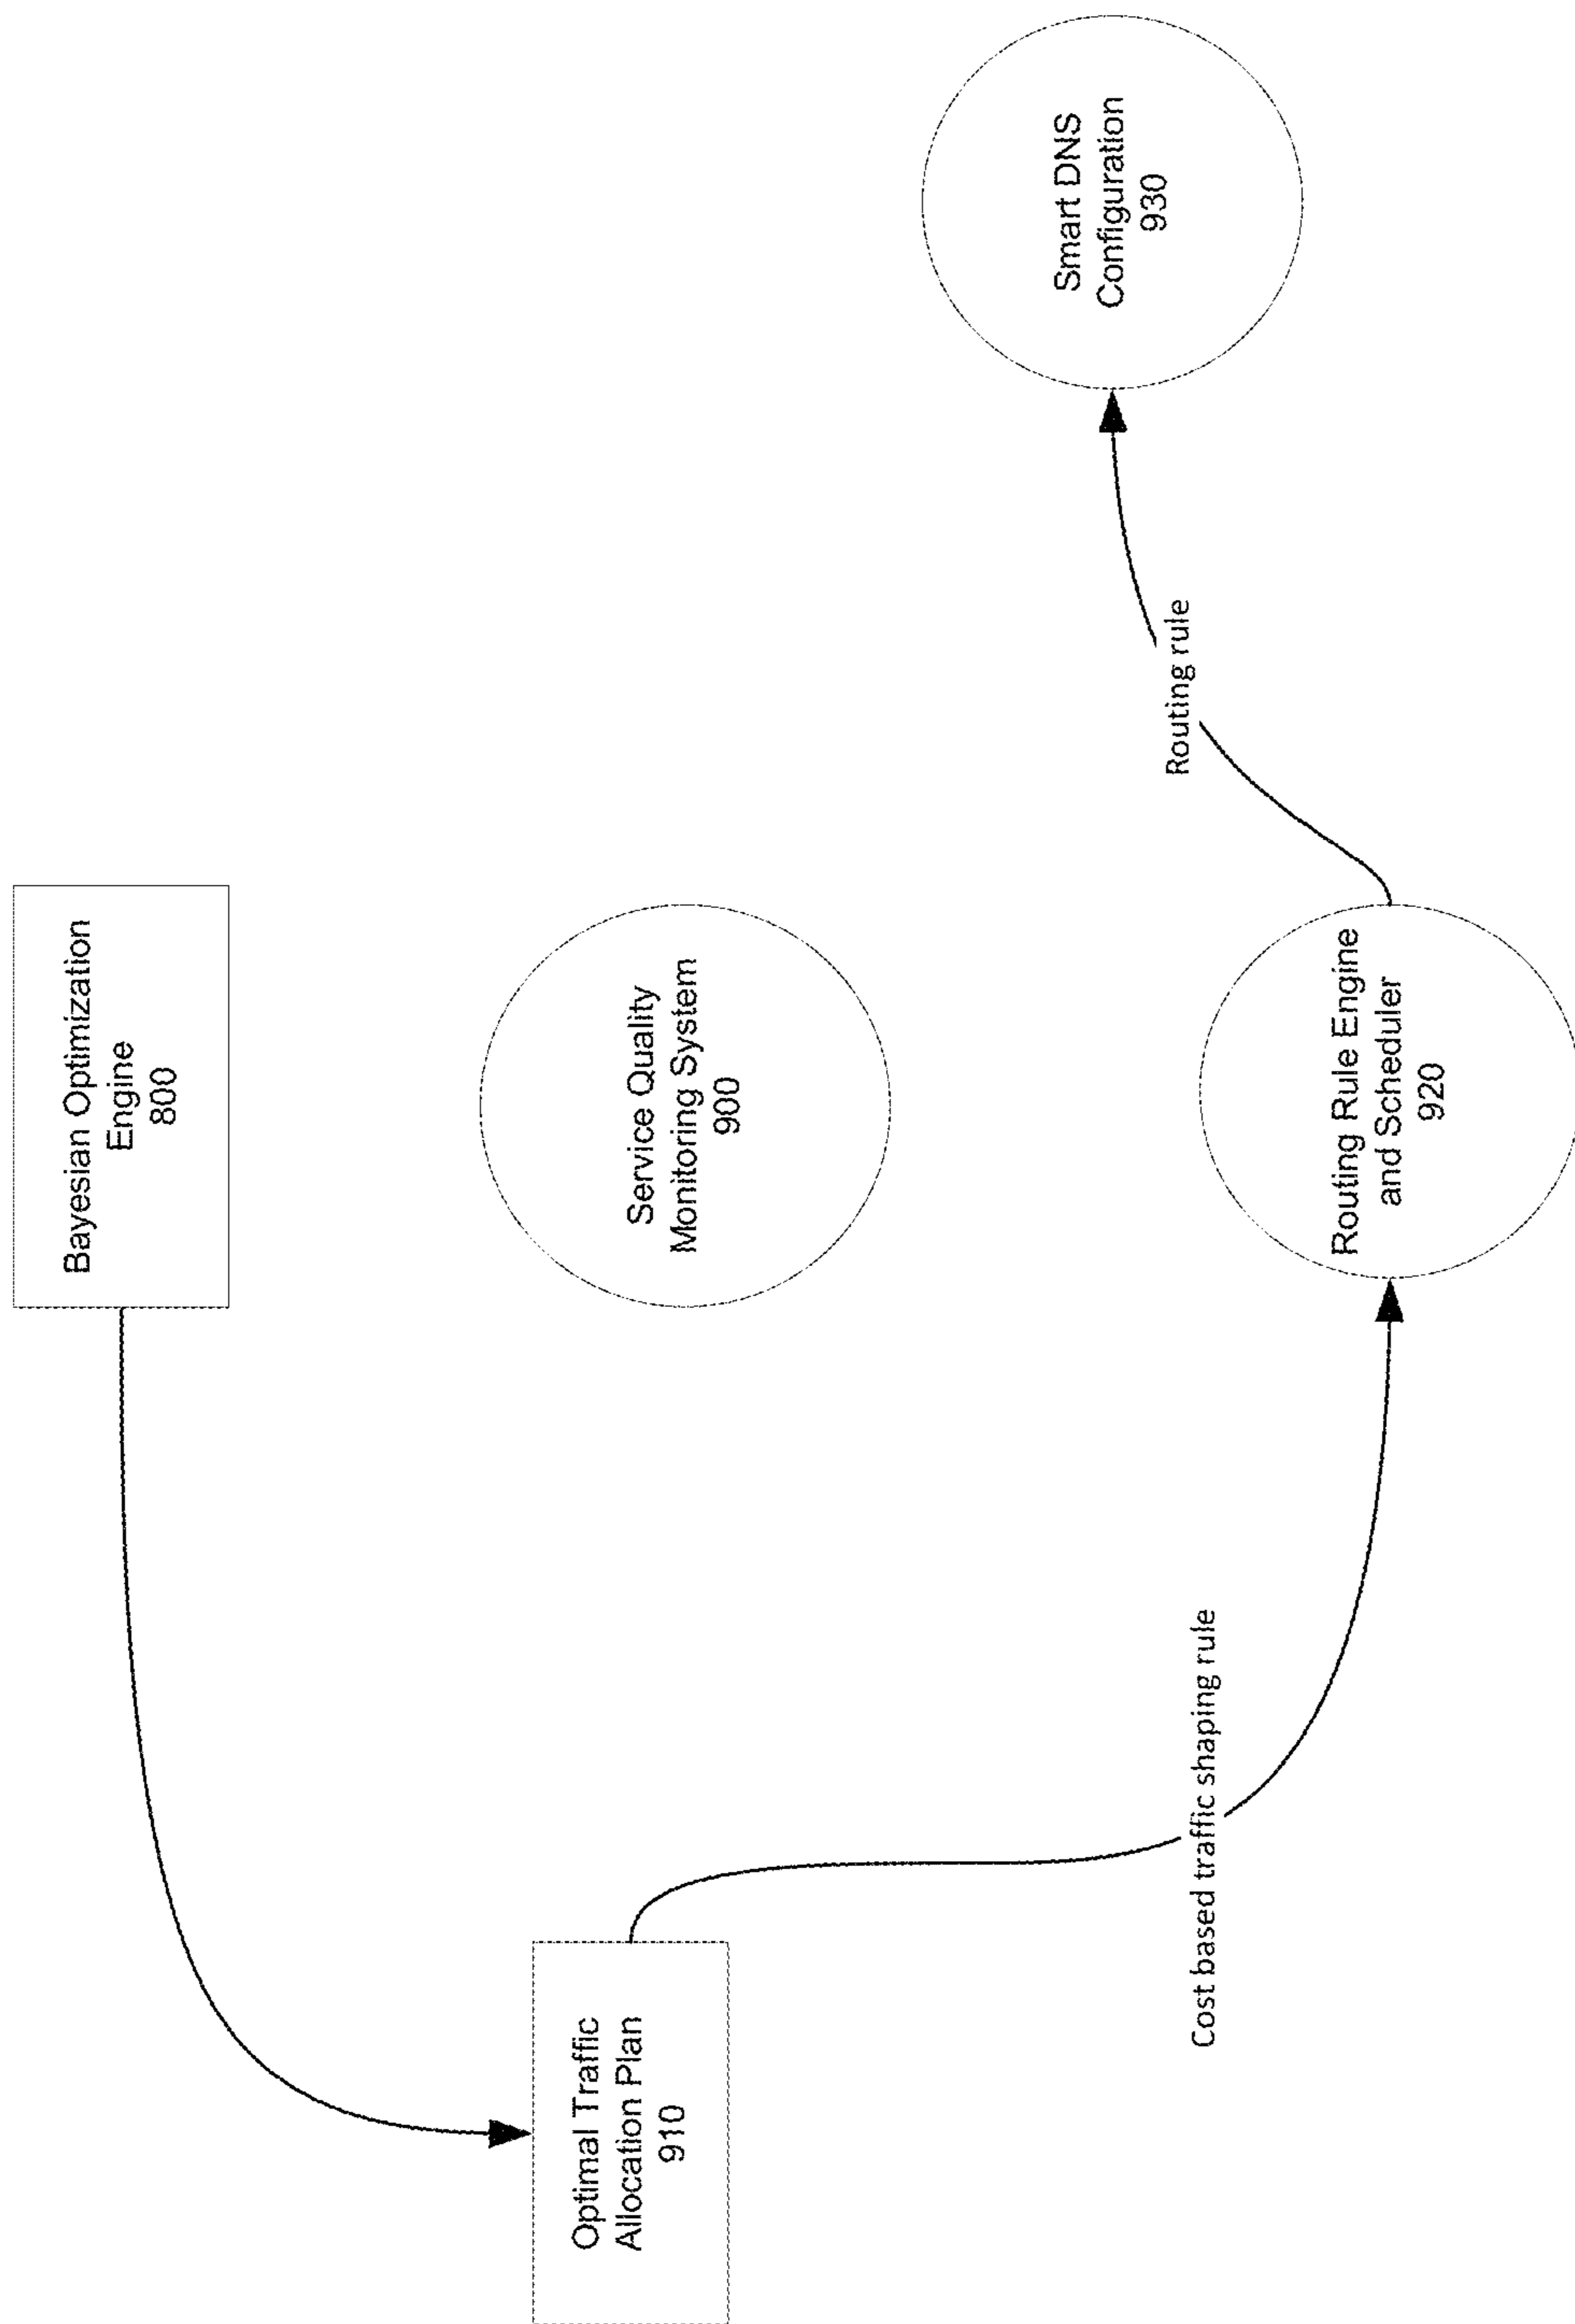 Bayesian Optimization
Engine
800
Service Quality
Monitoring System
900
Optimal Traffic
Allocation Plan
910
Cost based traffic shaping rule
Routing Rule Engine
and Scheduler
920
Routing rule
Smart DNS
Configuration
930